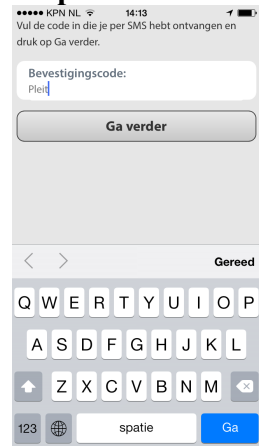 KPN NL 14:13
Vul de code in die je per SMS hebt ontvangen en
druk op Ga verder.
Bevestigingscode:
Pleit
Ga verder
Gereed
Q W E R T Y U I O P
A S D F G H J K L
Z X C V B N M
123 spatie Ga